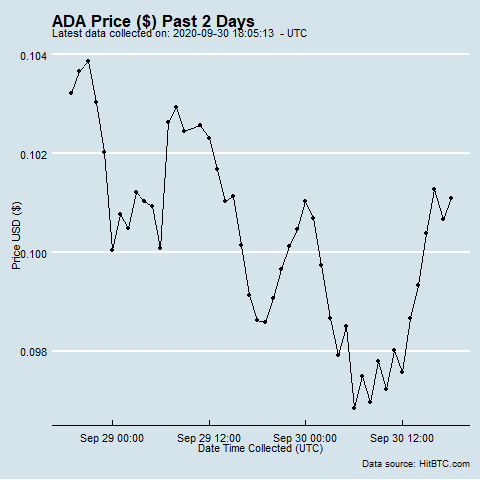 ADA Price ($) Past 2 Days
Latest data collected on: 2020-09-30 18:05:13 - UTC
0.104
0.102
0.100
0.098
Price USD ($)
Sep 29 00:00
Sep 29 12:00
Sep 30 00:00
Sep 30 12:00
Date Time Collected (UTC)
Data source: HitBTC.com